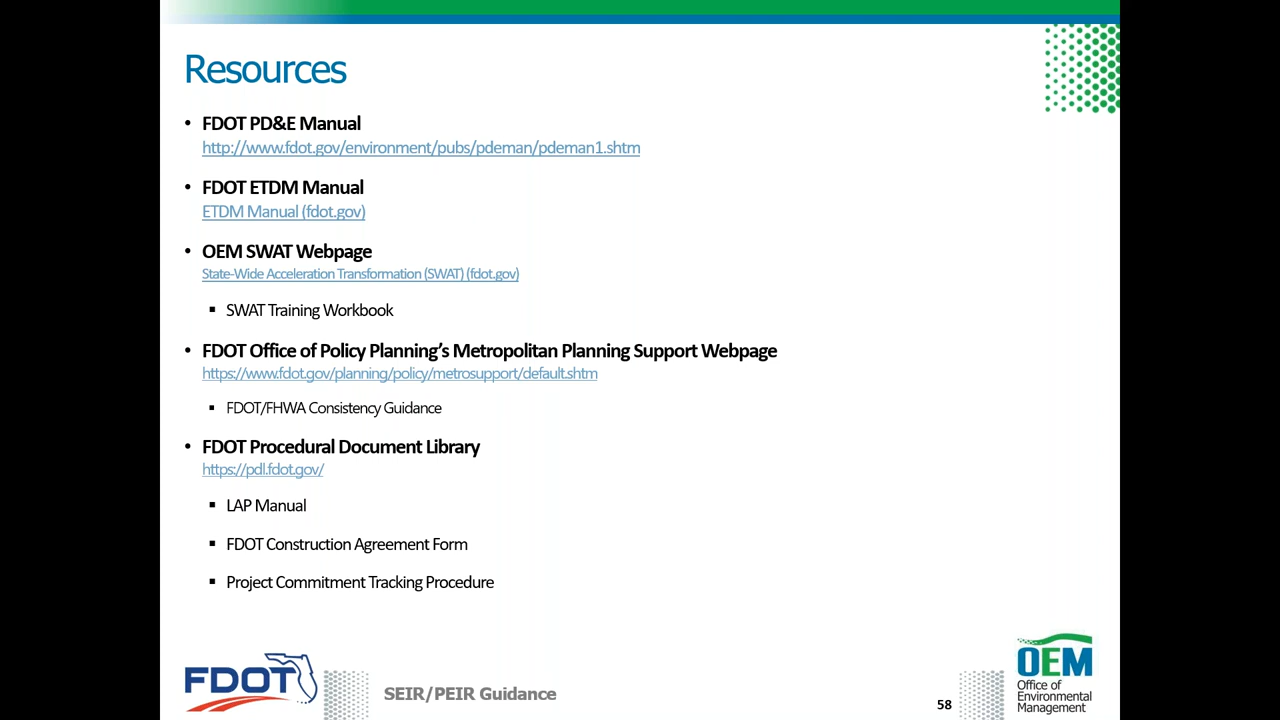 Resources
• FDOT PD&E Manual
http://www.fdot.gov/environment/pubs/pdeman/pdeman1.shtm
• FDOT ETDM Manual
ETDM Manual (fdot.gov)
• OEM SWAT Webpage
State-Wide Acceleration Transformation (SWAT) (fdot.gov)
▪ SWAT Training Workbook
• FDOT Office of Policy Planning’s Metropolitan Planning Support Webpage
https://www.fdot.gov/planning/policy/metrosupport/default.shtm
▪ FDOT/FHWA Consistency Guidance
• FDOT Procedural Document Library
https://pdl.fdot.gov/
▪ LAP Manual
▪ FDOT Construction Agreement Form
▪ Project Commitment Tracking Procedure
FDOT
SEIR/PEIR Guidance
58
OEM
Office of
Environmental
Management